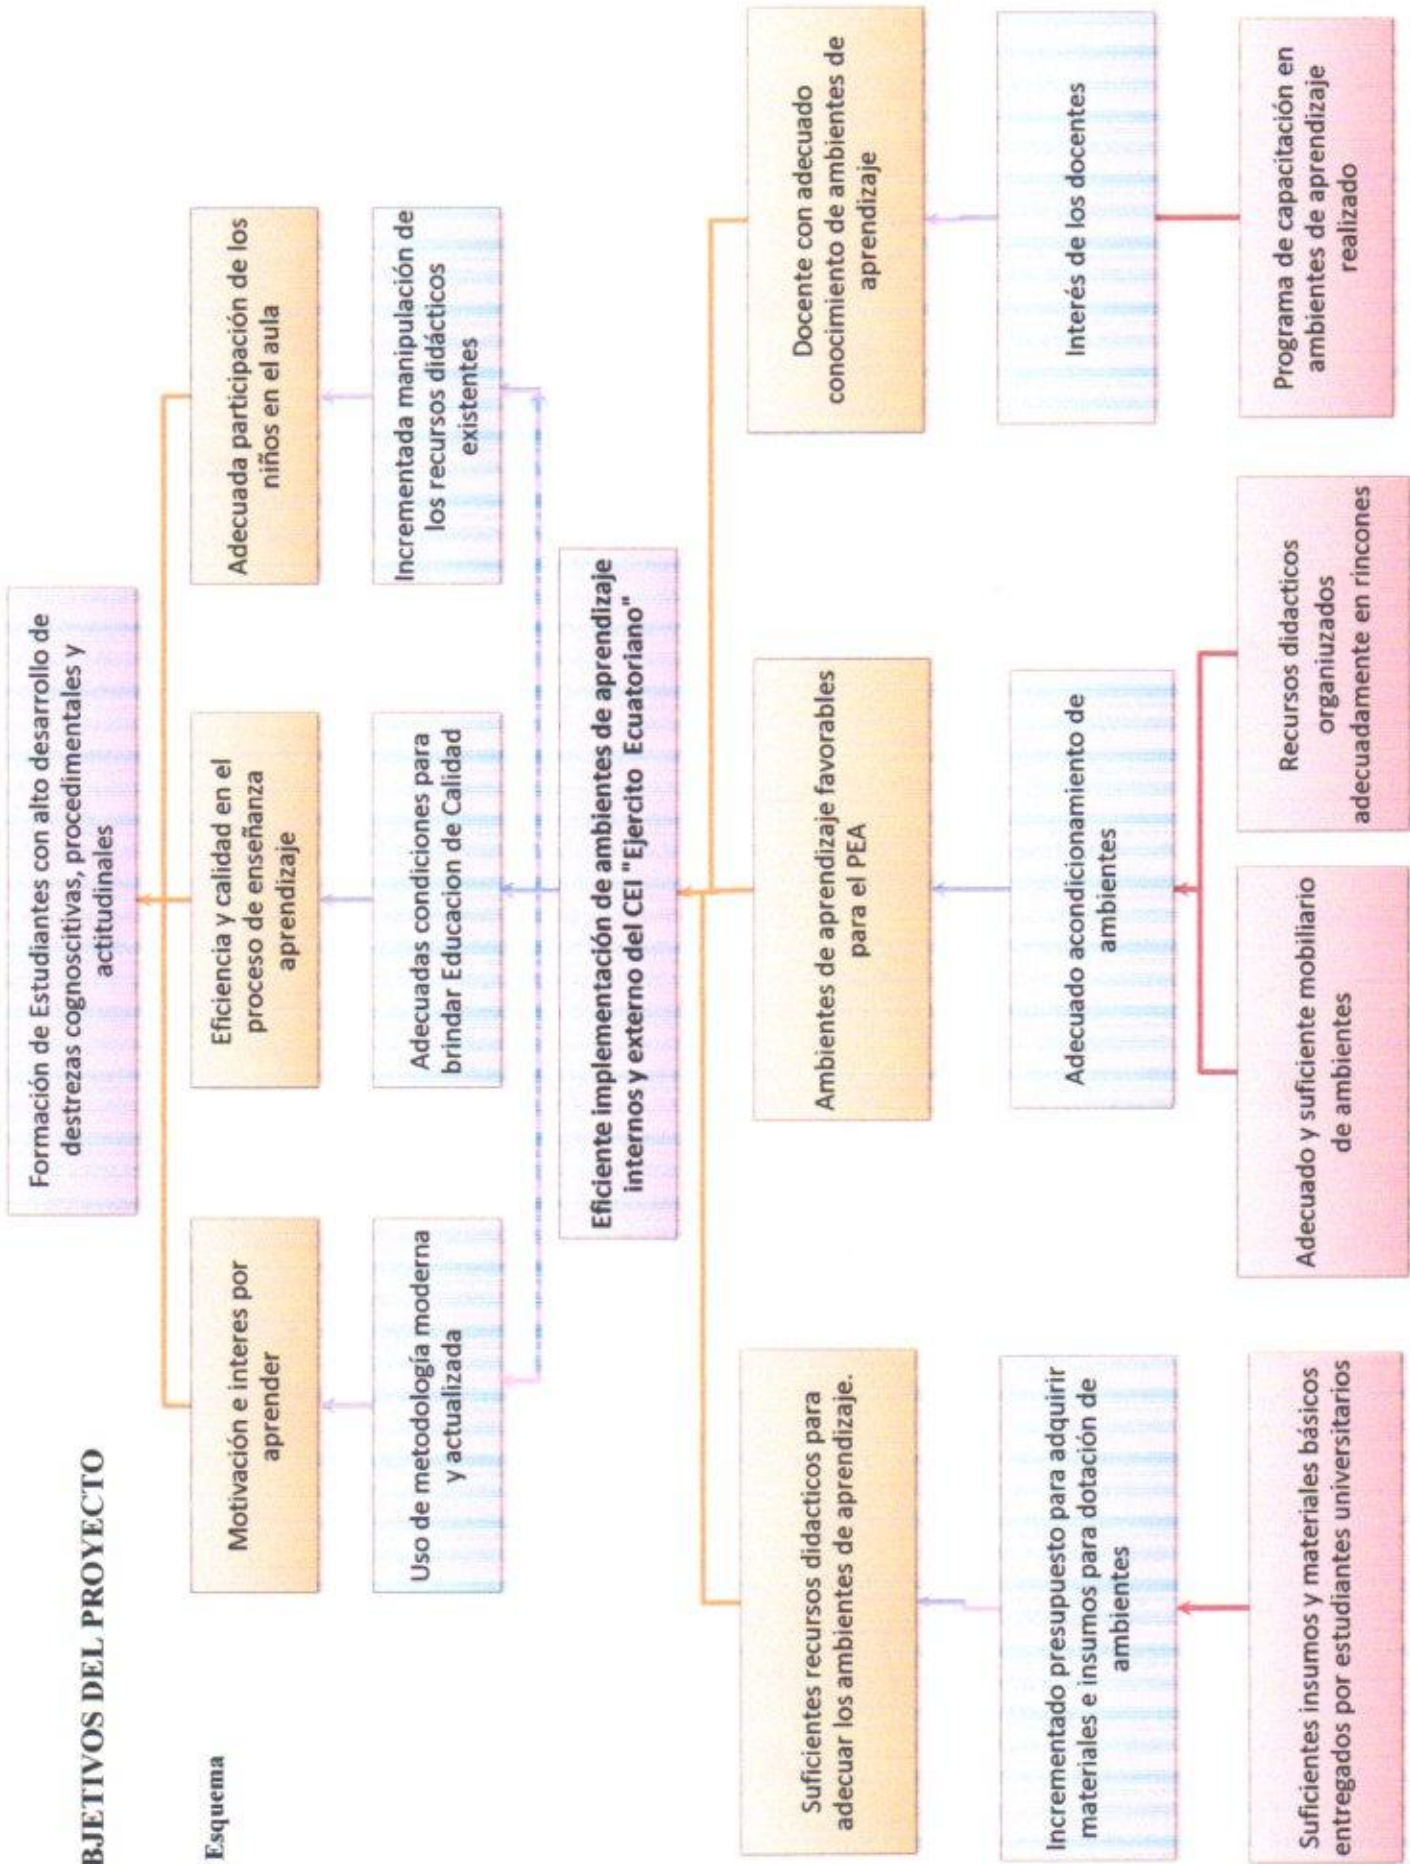 BJETIVOS DEL PROYECTO
Esquema
Formación de Estudiantes con alto desarrollo de
destrezas cognoscitivas, procedimentales y
actitudinales
Motivación e interes por
aprender
Eficiencia y calidad en el
proceso de enseñanza
aprendizaje
Adecuada participación de los
niños en el aula
Uso de metodología moderna
y actualizada
Adecuadas condiciones para
brindar Educacion de Calidad
Incrementada manipulación de
los recursos didácticos
existentes
Eficiente implementación de ambientes de aprendizaje
internos y externo del CEI "Ejercito Ecuatoriano"
Suficientes recursos didacticos para
adecuar los ambientes de aprendizaje.
Ambientes de aprendizaje favorables
para el PEA
Docente con adecuado
conocimiento de ambientes de
aprendizaje
Incrementado presupuesto para adquirir
materiales e insumos para dotación de
ambientes
Adecuado acondicionamiento de
ambientes
Interés de los docentes
Suficientes insumos y materiales básicos
entregados por estudiantes universitarios
Adecuado y suficiente mobiliario
de ambientes
Recursos didacticos
organiuzados
adecuadamente en rincones
Programa de capacitación en
ambientes de aprendizaje
realizado